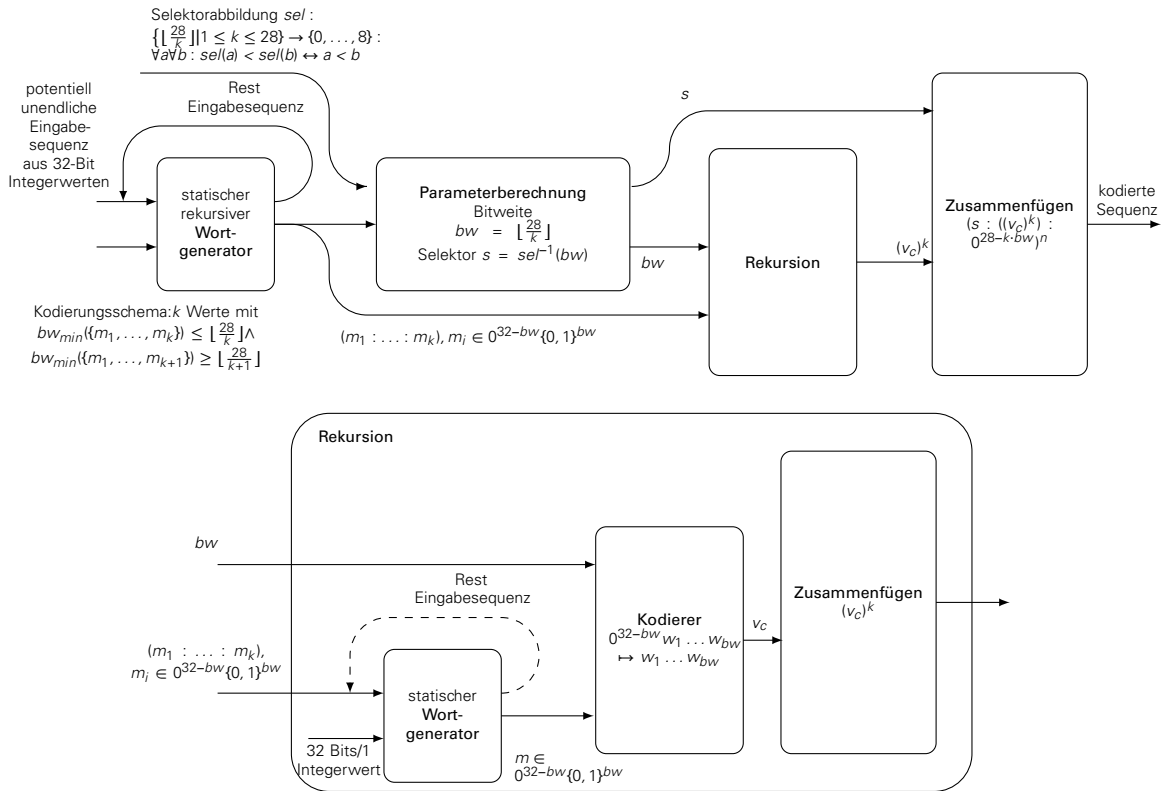 Selektorabbildung sel :
{⌊28/k⌋|1 ≤ k ≤ 28} → {0, . . . , 8} :
∀a∀b : sel(a) < sel(b) ↔ a < b
potentiell
unendliche
Eingabe-
sequenz
aus 32-Bit
Integerwerten
Rest
Eingabesequenz
statischer
rekursiver
Wort-
generator
Kodierungsschema:k Werte mit
bw_min({m_1, . . . , m_k}) ≤ ⌊28/k⌋∧
bw_min({m_1, . . . , m_{k+1}}) ≥ ⌊28/(k+1)⌋
Parameterberechnung
Bitweite
bw = ⌊28/k⌋
Selektor s = sel^{−1}(bw)
s
bw
(m_1 : . . . : m_k), m_i ∈ 0^{32−bw}{0, 1}^{bw}
Rekursion
(v_c)^k
Zusammenfügen
(s : ((v_c)^k) :
0^{28−k·bw})^n
kodierte
Sequenz
Rekursion
bw
Rest
Eingabesequenz
(m_1 : . . . : m_k),
m_i ∈ 0^{32−bw}{0, 1}^{bw}
32 Bits/1
Integerwert
statischer
Wort-
generator
m ∈
0^{32−bw}{0, 1}^{bw}
Kodierer
0^{32−bw}w_1 . . . w_{bw}
↦ w_1 . . . w_{bw}
v_c
Zusammenfügen
(v_c)^k